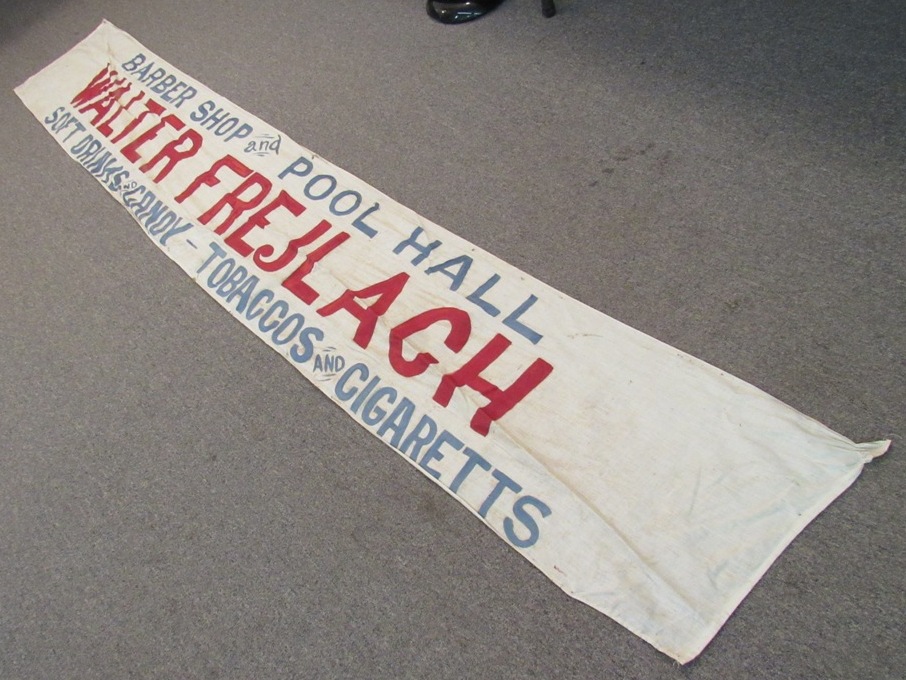 BARBER SHOP and POOL HALL
WALTER FREJLACH
SOFT DRINKS & CANDY - TOBACCOS AND CIGARETTS